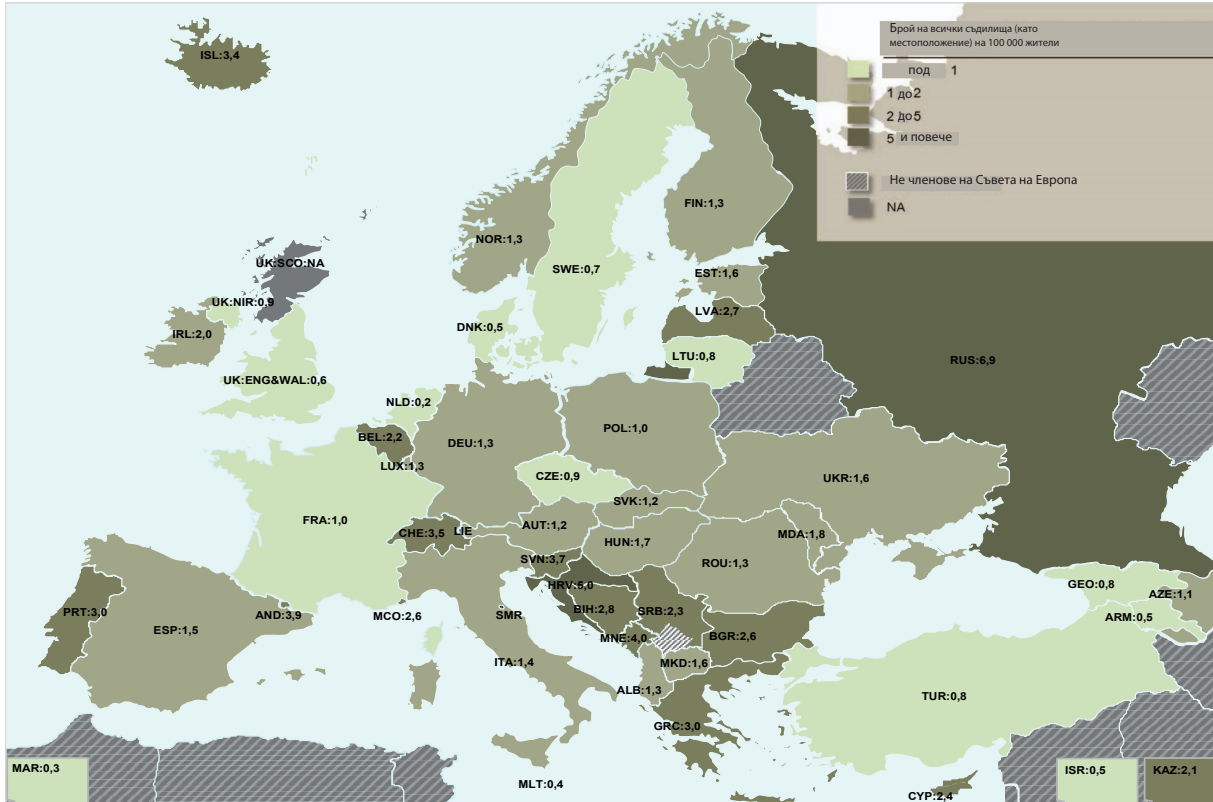 Брой на всички съдилища (като
местоположение) на 100 000 жители
под 1
1 до 2
2 до 5
5 и повече
Не членове на Съвета на Европа
NA
ISL:3,4
FIN:1,3
NOR:1,3
UK:SCO:NA
SWE:0,7
EST:1,6
UK:NIR:0,9
LVA:2,7
IRL:2,0
DNK:0,5
LTU:0,8
RUS:6,9
UK:ENG&WAL:0,6
NLD:0,2
POL:1,0
BEL:2,2
DEU:1,3
LUX:1,3
CZE:0,9
UKR:1,6
SVK:1,2
FRA:1,0
AUT:1,2
CHE:3,5
LIE
MDA:1,8
HUN:1,7
SVN:3,7
ROU:1,3
HRV:5,0
GEO:0,8
AZE:1,1
PRT:3,0
AND:3,9
MCO:2,6
SMR
BIH:2,8
SRB:2,3
ARM:0,5
ESP:1,5
MNE:4,0
BGR:2,6
ITA:1,4
MKD:1,6
ALB:1,3
TUR:0,8
GRC:3,0
MAR:0,3
MLT:0,4
CYP:2,4
ISR:0,5
KAZ:2,1